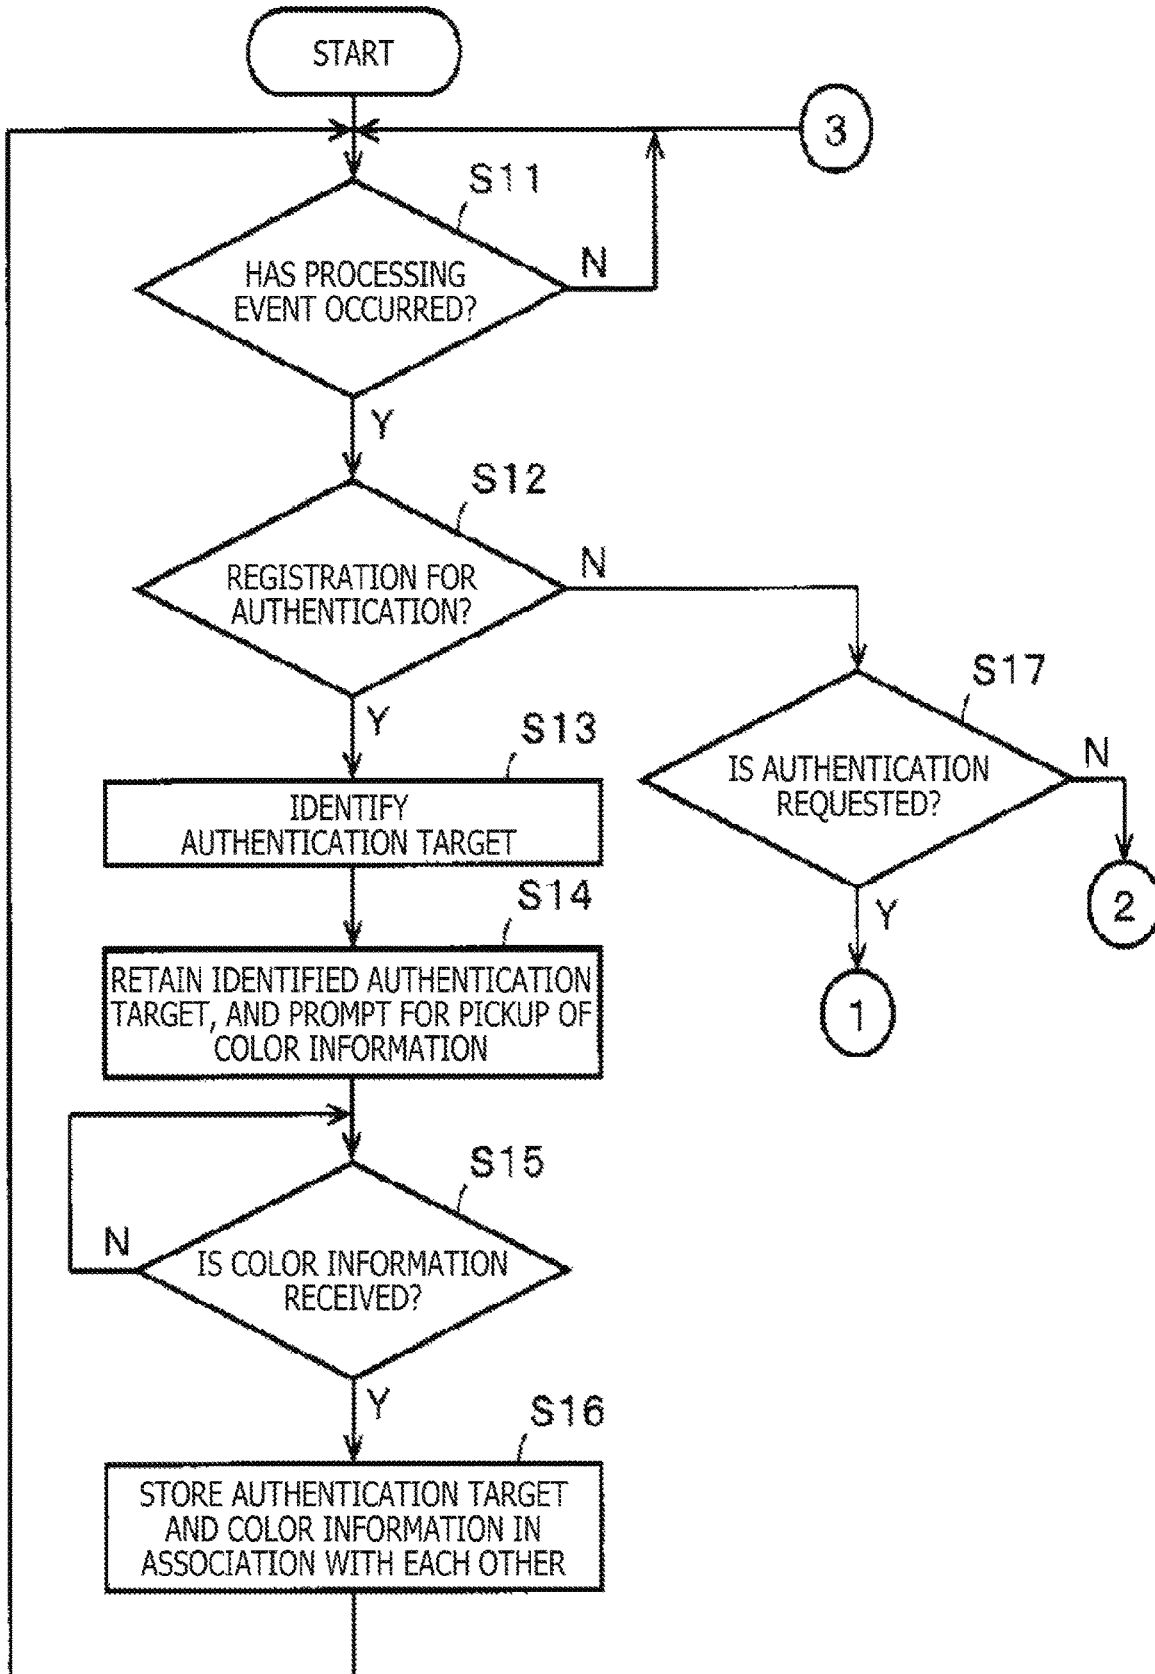 START
3
S11
HAS PROCESSING
EVENT OCCURRED?
N
Y
S12
REGISTRATION FOR
AUTHENTICATION?
N
Y
S17
IS AUTHENTICATION
REQUESTED?
N
Y
2
1
S13
IDENTIFY
AUTHENTICATION TARGET
S14
RETAIN IDENTIFIED AUTHENTICATION
TARGET, AND PROMPT FOR PICKUP OF
COLOR INFORMATION
S15
IS COLOR INFORMATION
RECEIVED?
N
Y
S16
STORE AUTHENTICATION TARGET
AND COLOR INFORMATION IN
ASSOCIATION WITH EACH OTHER